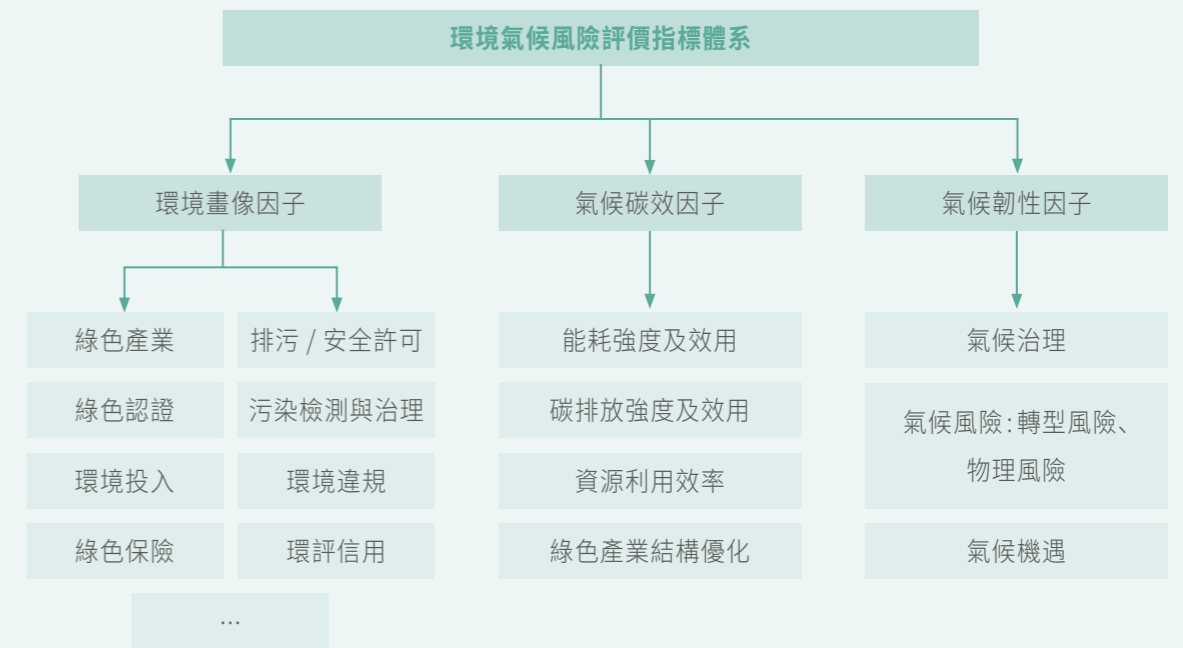 環境氣候風險評價指標體系
環境畫像因子
綠色產業
排污 / 安全許可
綠色認證
污染檢測與治理
環境投入
環境違規
綠色保險
環評信用
…
氣候碳效因子
能耗強度及效用
碳排放強度及效用
資源利用效率
綠色產業結構優化
氣候韌性因子
氣候治理
氣候風險：轉型風險、
物理風險
氣候機遇